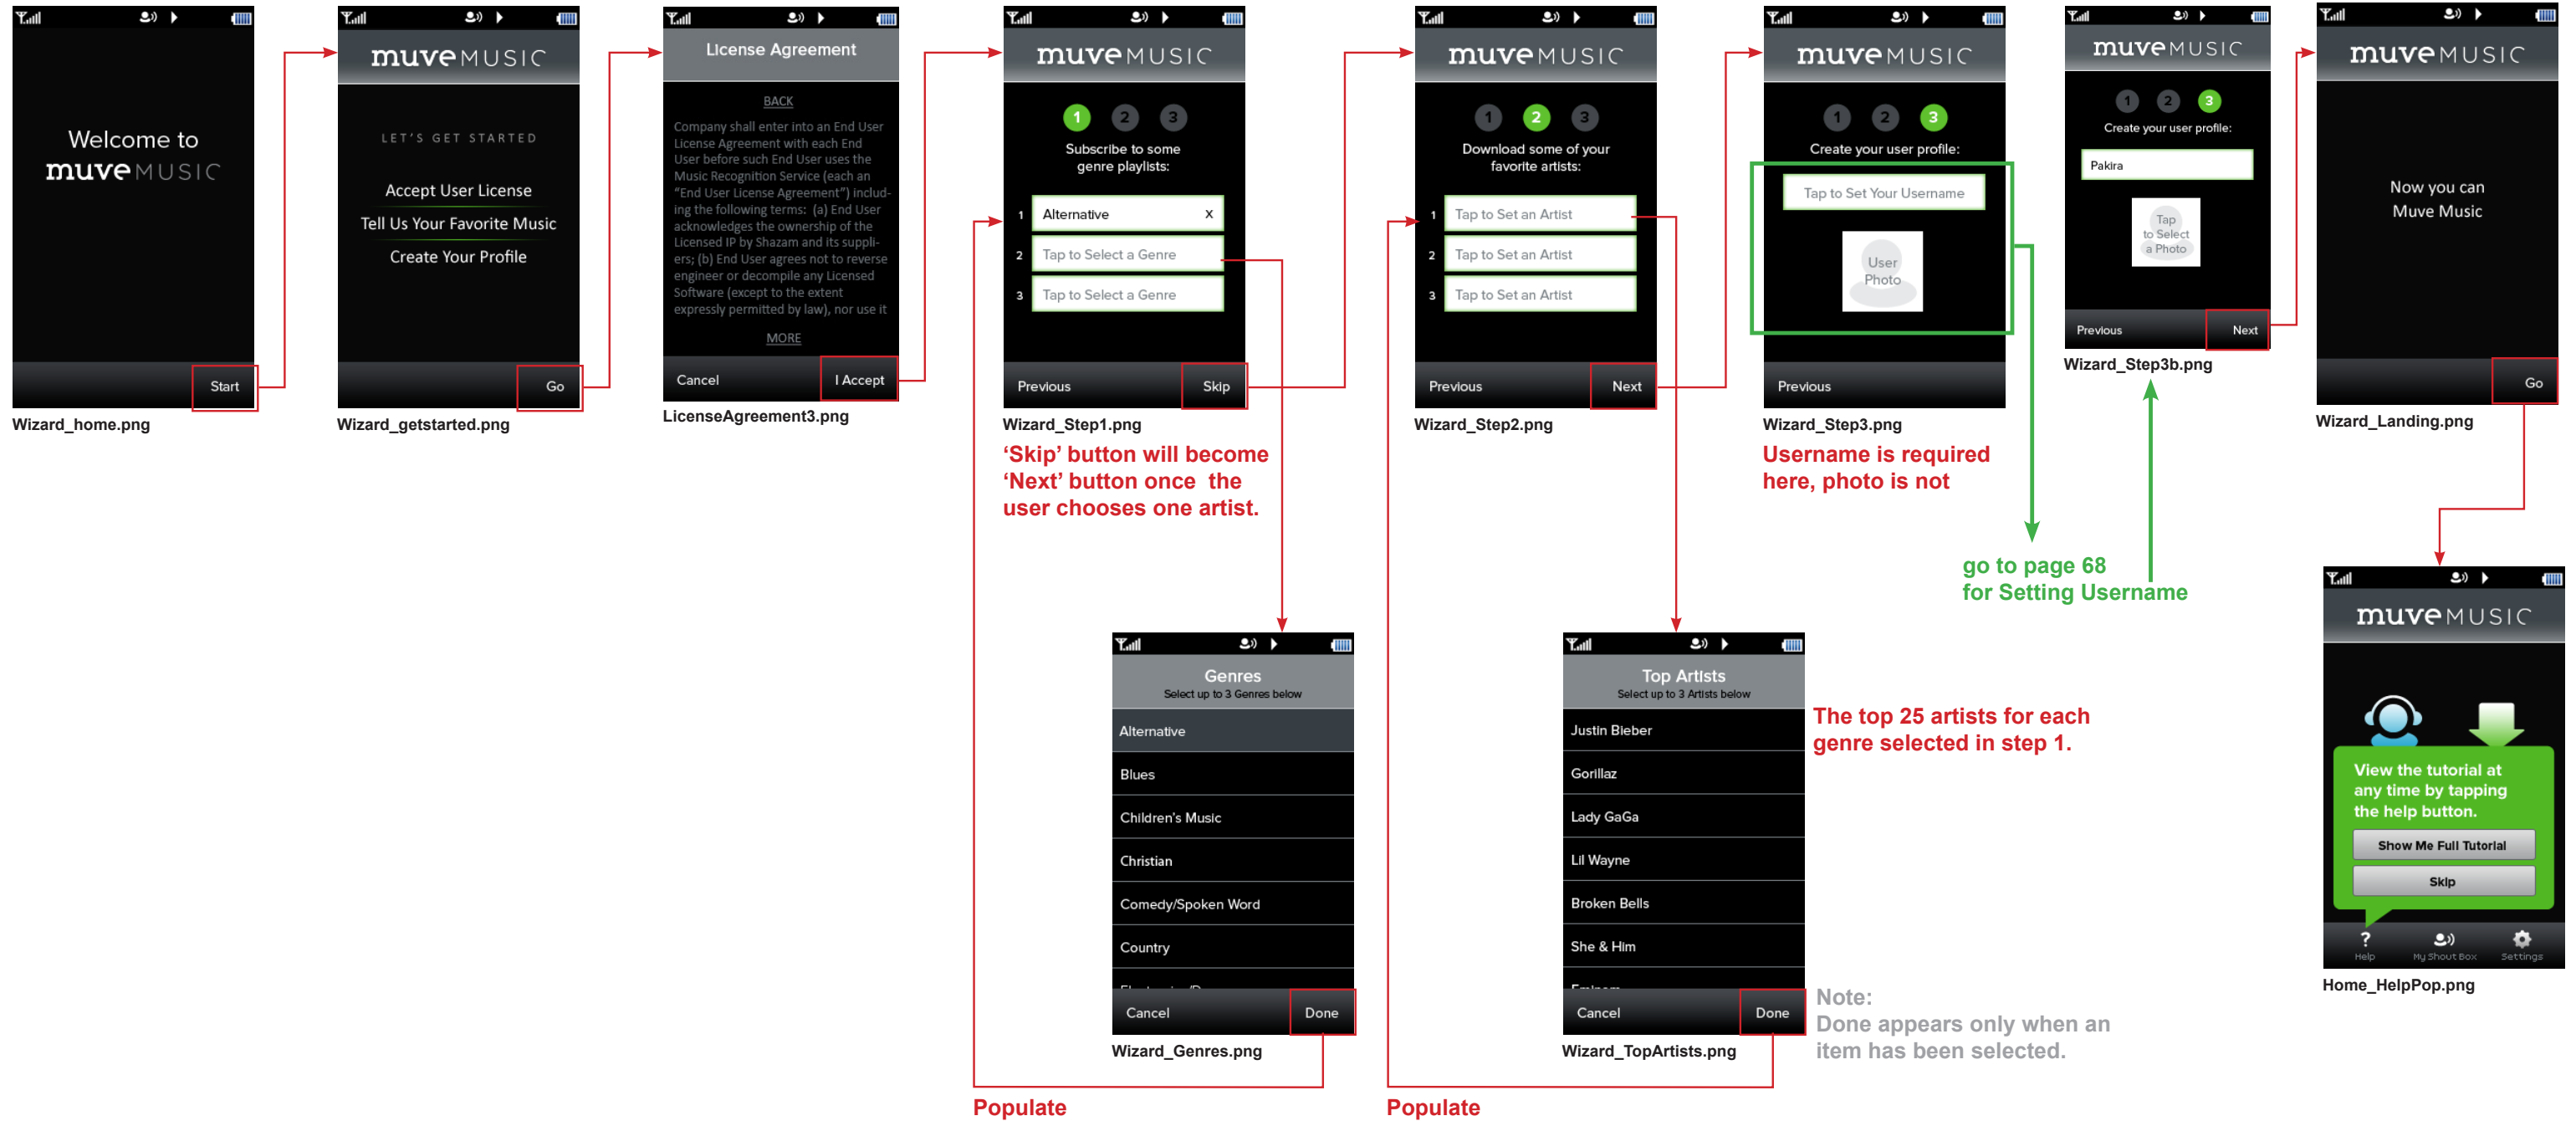 Welcome to
muveMUSIC
Start
Wizard_home.png
muveMUSIC
LET'S GET STARTED
Accept User License
Tell Us Your Favorite Music
Create Your Profile
Go
Wizard_getstarted.png
License Agreement
BACK
Company shall enter into an End User
License Agreement with each End
User before such End User uses the
Music Recognition Service (each an
“End User License Agreement”) includ-
ing the following terms: (a) End User
acknowledges the ownership of the
Licensed IP by Shazam and its suppli-
ers; (b) End User agrees not to reverse
engineer or decompile any Licensed
Software (except to the extent
expressly permitted by law), nor use it
MORE
Cancel
I Accept
LicenseAgreement3.png
muveMUSIC
1 2 3
Subscribe to some
genre playlists:
1 Alternative x
2 Tap to Select a Genre
3 Tap to Select a Genre
Previous
Skip
Wizard_Step1.png
‘Skip’ button will become
‘Next’ button once the
user chooses one artist.
muveMUSIC
1 2 3
Download some of your
favorite artists:
1 Tap to Set an Artist
2 Tap to Set an Artist
3 Tap to Set an Artist
Previous
Next
Wizard_Step2.png
muveMUSIC
1 2 3
Create your user profile:
Tap to Set Your Username
User
Photo
Previous
Wizard_Step3.png
Username is required
here, photo is not
go to page 68
for Setting Username
muveMUSIC
1 2 3
Create your user profile:
Pakira
Tap
to Select
a Photo
Previous
Next
Wizard_Step3b.png
muveMUSIC
Now you can
Muve Music
Go
Wizard_Landing.png
Genres
Select up to 3 Genres below
Alternative
Blues
Children's Music
Christian
Comedy/Spoken Word
Country
Cancel
Done
Wizard_Genres.png
Populate
Top Artists
Select up to 3 Artists below
Justin Bieber
Gorillaz
Lady GaGa
Lil Wayne
Broken Bells
She & Him
Eminem
Cancel
Done
Wizard_TopArtists.png
Populate
The top 25 artists for each
genre selected in step 1.
Note:
Done appears only when an
item has been selected.
muveMUSIC
View the tutorial at
any time by tapping
the help button.
Show Me Full Tutorial
Skip
?
Help
My Shout Box
Settings
Home_HelpPop.png